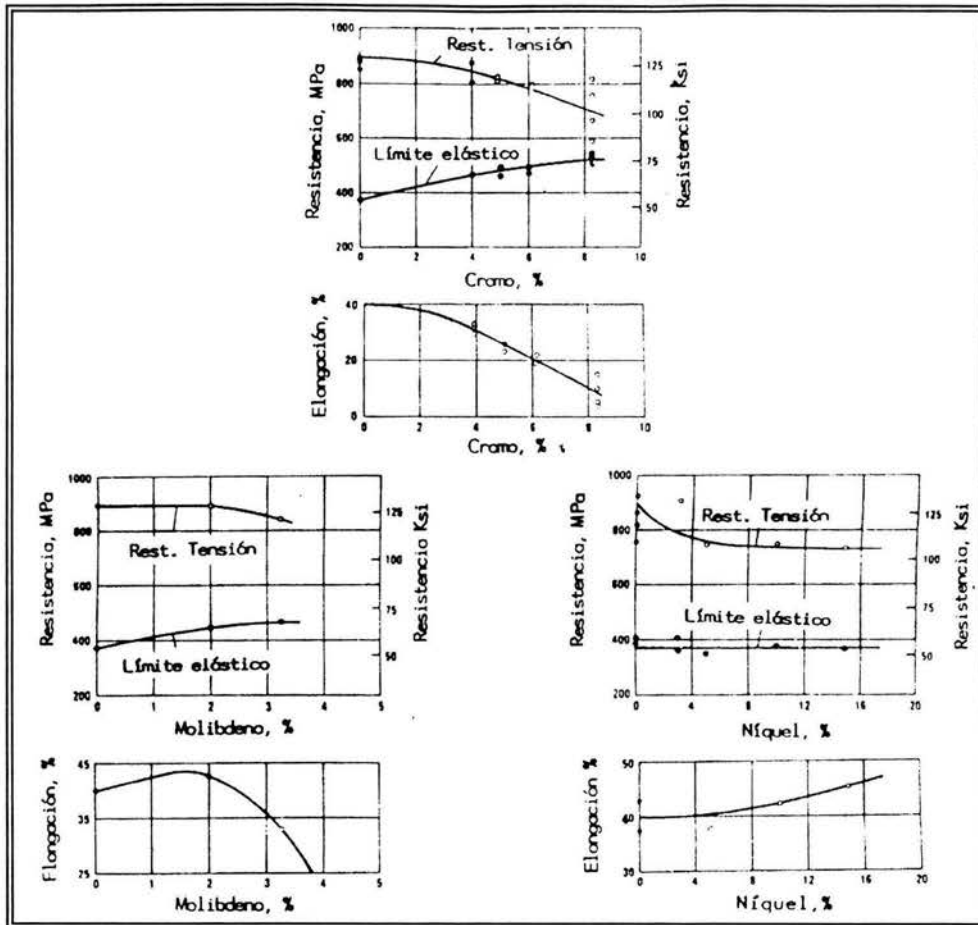 1000
800
600
400
200
Resistencia, MPa
Rest. Tensión
Límite elástico
125
100
75
50
Resistencia, Ksi
0 2 4 6 8 10
Cromo, %
Elongación, %
40
20
0
0 2 4 6 8 10
Cromo, %
1000
800
600
400
200
Resistencia, MPa
Rest. Tensión
Límite elástico
125
100
75
50
Resistencia Ksi
0 1 2 3 4 5
Molibdeno, %
1000
800
600
400
200
Resistencia, MPa
Rest. Tensión
Límite elástico
125
100
75
50
Resistencia, Ksi
0 4 8 12 16 20
Níquel, %
Elongación, %
45
35
25
0 1 2 3 4 5
Molibdeno, %
Elongación %
50
60
30
0 4 8 12 16 20
Níquel, %